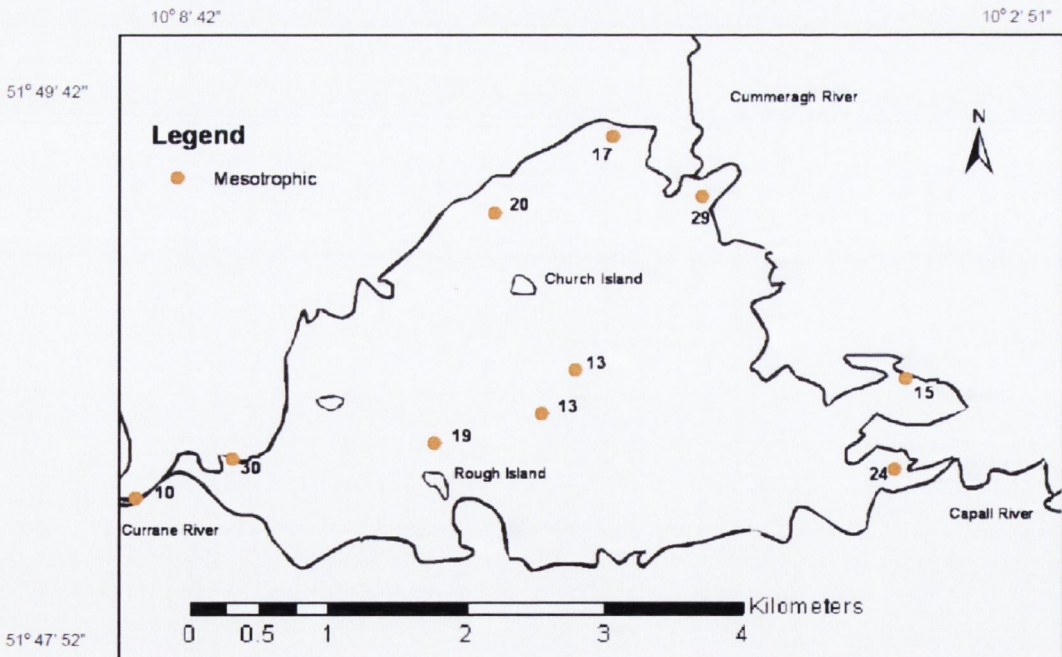 10° 8' 42"
10° 2' 51"
51° 49' 42"
Cummeragh River
N
Legend
Mesotrophic
17
20
29
Church Island
13
15
13
19
30
Rough Island
24
10
Capall River
Currane River
Kilometers
0 0.5 1 2 3 4
51° 47' 52"